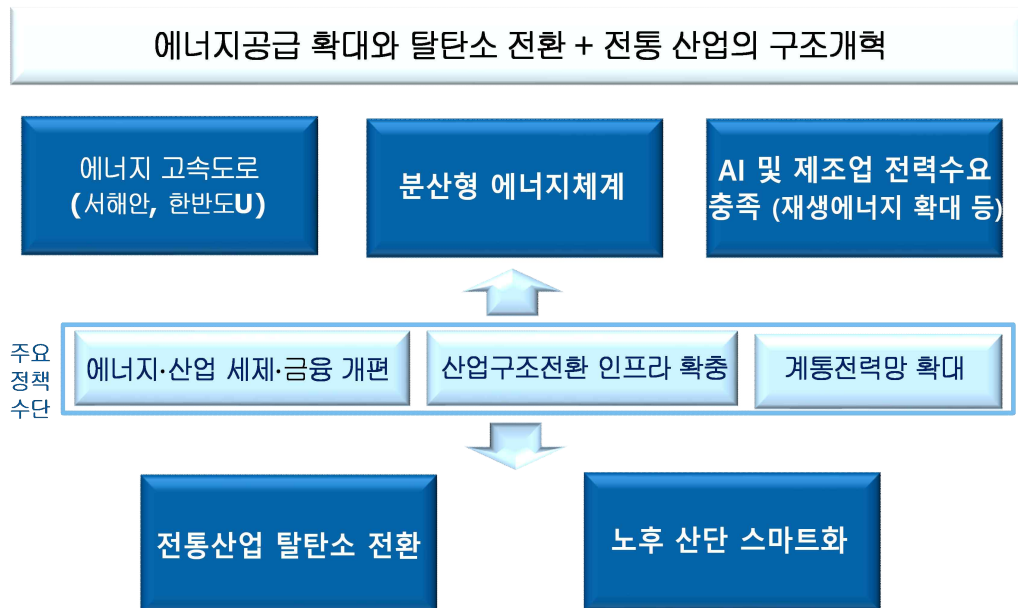 에너지공급 확대와 탈탄소 전환 + 전통 산업의 구조개혁
에너지 고속도로
(서해안, 한반도U)
분산형 에너지체계
AI 및 제조업 전력수요
충족 (재생에너지 확대 등)
주요
정책
수단
에너지·산업 세제·금융 개편
산업구조전환 인프라 확충
계통전력망 확대
전통산업 탈탄소 전환
노후 산단 스마트화